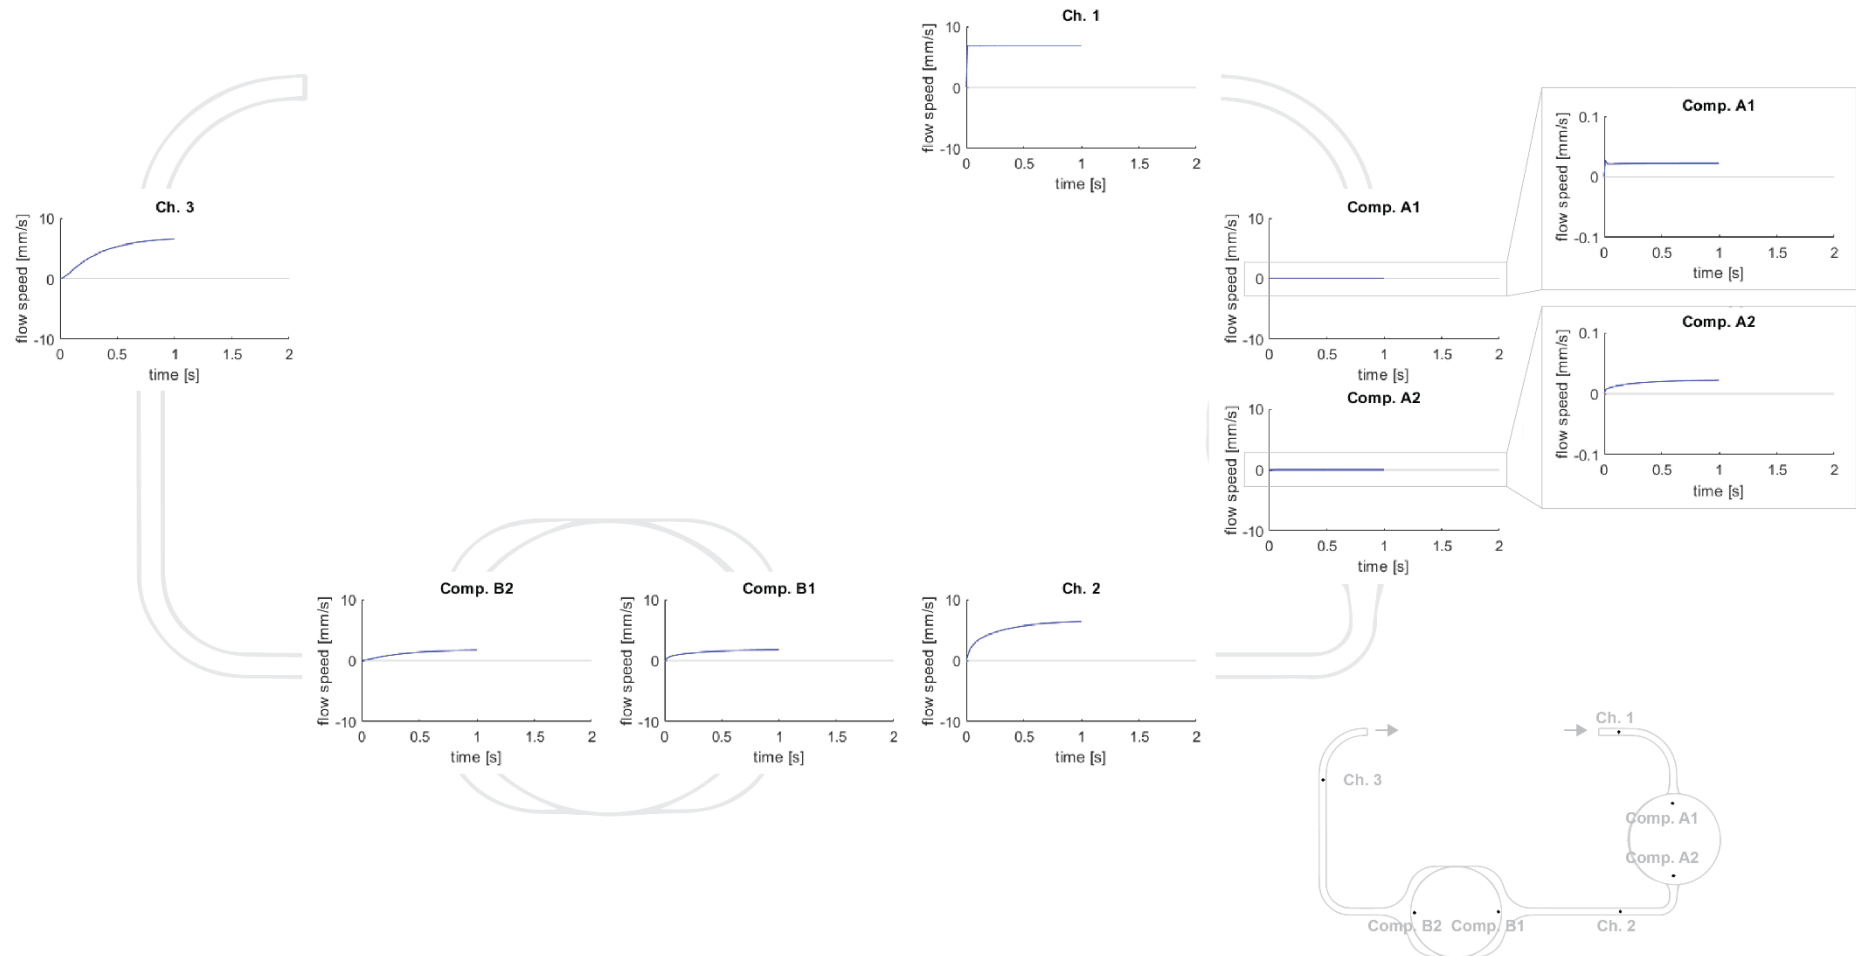 Ch. 1
flow speed [mm/s]
10
0
-10
0 0.5 1 1.5 2
time [s]
Comp. A1
flow speed [mm/s]
0.1
0
-0.1
0 0.5 1 1.5 2
time [s]
Ch. 3
flow speed [mm/s]
10
0
-10
0 0.5 1 1.5 2
time [s]
Comp. A1
flow speed [mm/s]
10
0
-10
0 0.5 1 1.5 2
time [s]
Comp. A2
flow speed [mm/s]
0.1
0
-0.1
0 0.5 1 1.5 2
time [s]
Comp. A2
flow speed [mm/s]
10
0
-10
0 0.5 1 1.5 2
time [s]
Comp. B2
flow speed [mm/s]
10
0
-10
0 0.5 1 1.5 2
time [s]
Comp. B1
flow speed [mm/s]
10
0
-10
0 0.5 1 1.5 2
time [s]
Ch. 2
flow speed [mm/s]
10
0
-10
0 0.5 1 1.5 2
time [s]
Ch. 1
Ch. 3
Comp. A1
Comp. A2
Comp. B2 Comp. B1 Ch. 2